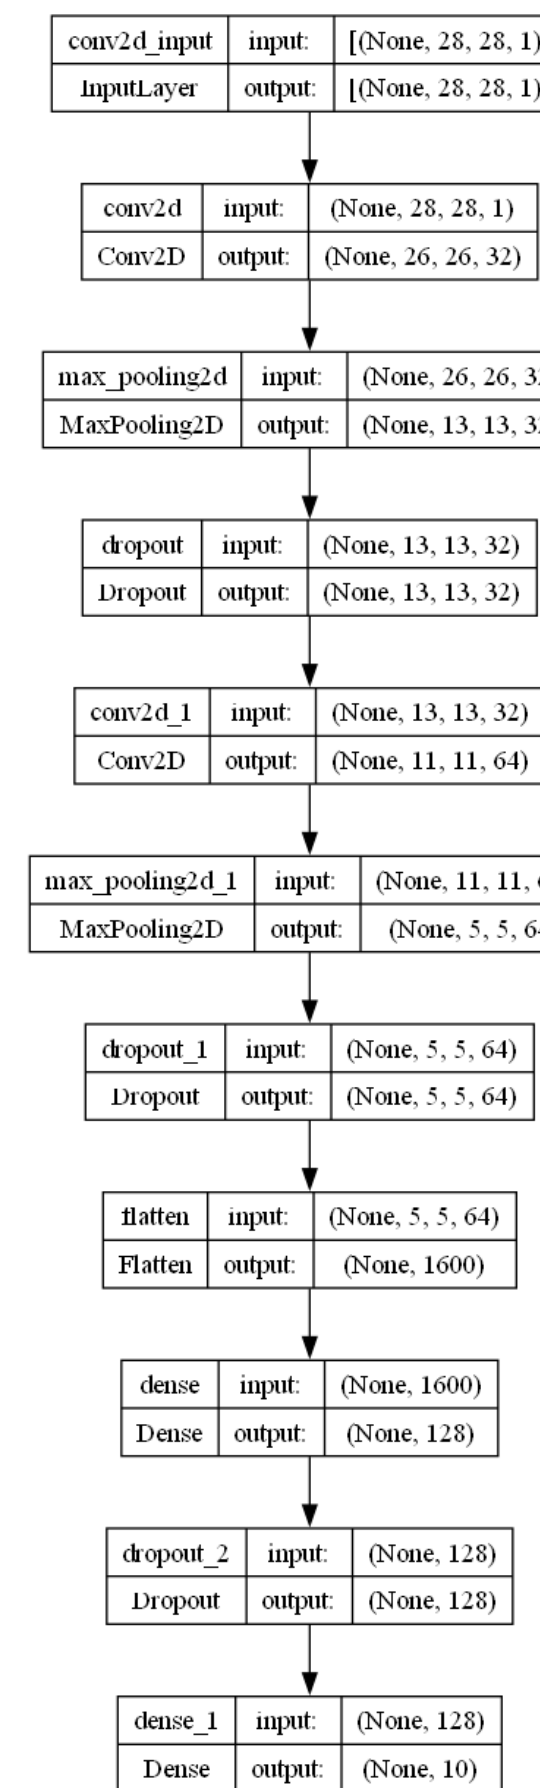 conv2d_input input: [(None, 28, 28, 1)
InputLayer output: [(None, 28, 28, 1)
conv2d input: (None, 28, 28, 1)
Conv2D output: (None, 26, 26, 32)
max_pooling2d input: (None, 26, 26,
MaxPooling2D output: (None, 13, 13,
dropout input: (None, 13, 13, 32)
Dropout output: (None, 13, 13, 32)
conv2d_1 input: (None, 13, 13, 32)
Conv2D output: (None, 11, 11, 64)
max_pooling2d_1 input: (None, 11, 11,
MaxPooling2D output: (None, 5, 5,
dropout_1 input: (None, 5, 5, 64)
Dropout output: (None, 5, 5, 64)
flatten input: (None, 5, 5, 64)
Flatten output: (None, 1600)
dense input: (None, 1600)
Dense output: (None, 128)
dropout_2 input: (None, 128)
Dropout output: (None, 128)
dense_1 input: (None, 128)
Dense output: (None, 10)